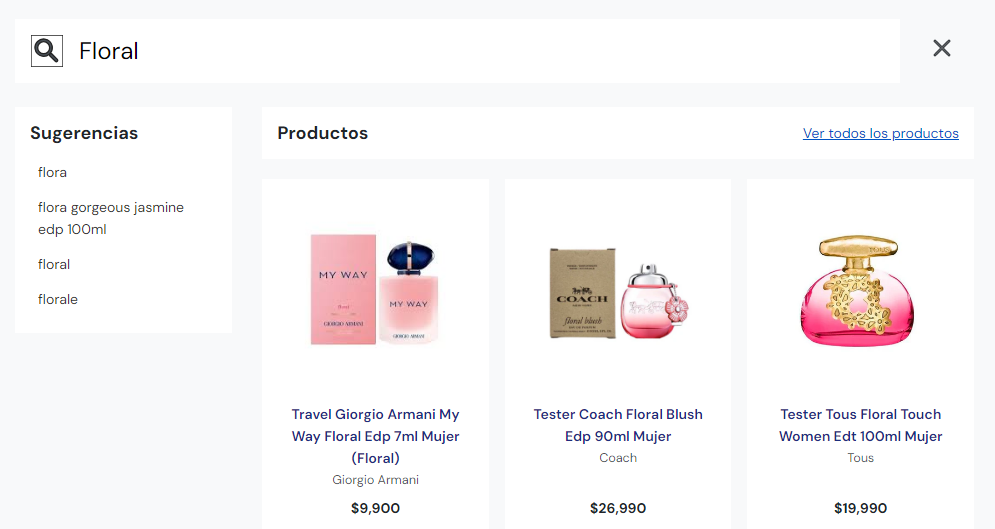 Floral
Sugerencias
flora
flora gorgeous jasmine
edp 100ml
floral
florale
Productos
Ver todos los productos
MY WAY
floral
GIORGIO ARMANI
MY WAY
GIORGIO ARMANI
COACH
floral blush
TOUS
Travel Giorgio Armani My
Way Floral Edp 7ml Mujer
(Floral)
Giorgio Armani
$9,900
Tester Coach Floral Blush
Edp 90ml Mujer
Coach
$26,990
Tester Tous Floral Touch
Women Edt 100ml Mujer
Tous
$19,990